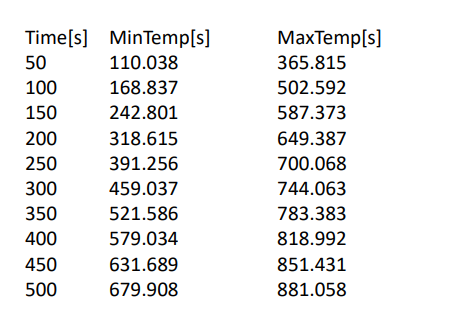 Time[s] MinTemp[s] MaxTemp[s]
50 110.038 365.815
100 168.837 502.592
150 242.801 587.373
200 318.615 649.387
250 391.256 700.068
300 459.037 744.063
350 521.586 783.383
400 579.034 818.992
450 631.689 851.431
500 679.908 881.058